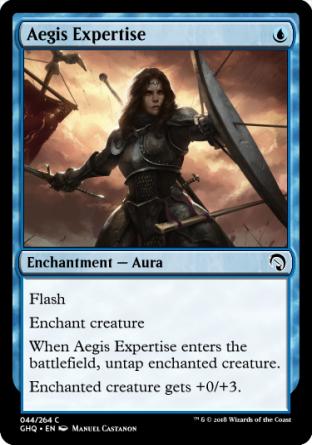 Aegis Expertise
Enchantment — Aura
Flash
Enchant creature
When Aegis Expertise enters the
battlefield, untap enchanted creature.
Enchanted creature gets +0/+3.
044/264 C
GHQ • EN Manuel Castanon
™ & © 2018 Wizards of the Coast